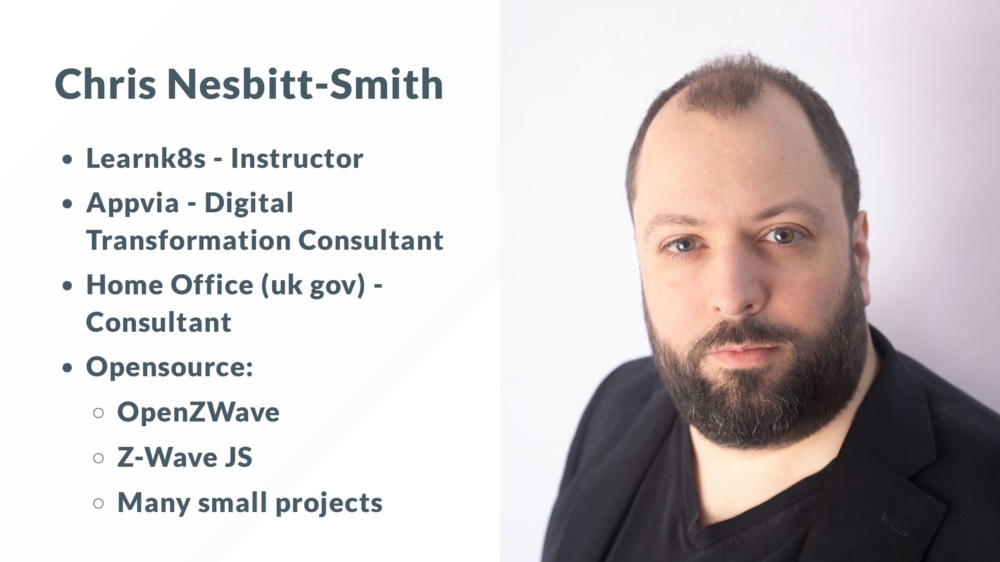 Chris Nesbitt-Smith
Learnk8s - Instructor
Appvia - Digital
Transformation Consultant
Home Office (uk gov) -
Consultant
Opensource:
OpenZWave
Z-Wave JS
Many small projects